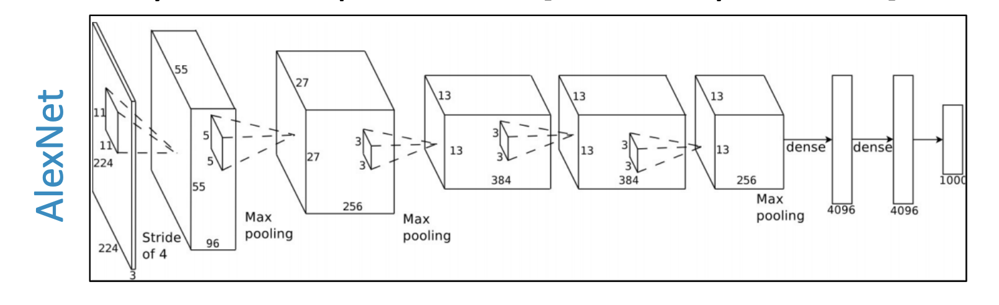 AlexNet
11
11
224
224
3
Stride
of 4
55
55
96
5
5
Max
pooling
27
27
256
3
3
Max
pooling
13
13
384
3
3
13
13
384
3
3
13
13
256
Max
pooling
dense
4096
dense
4096
1000